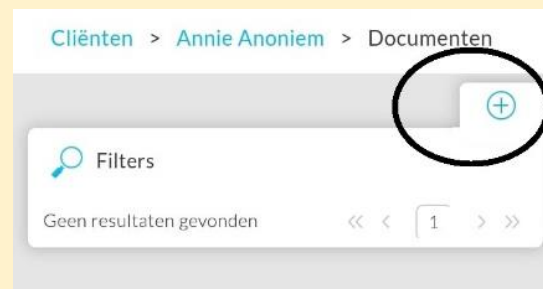 Cliënten > Annie Anoniem > Documenten
Filters
Geen resultaten gevonden << < 1 > >>